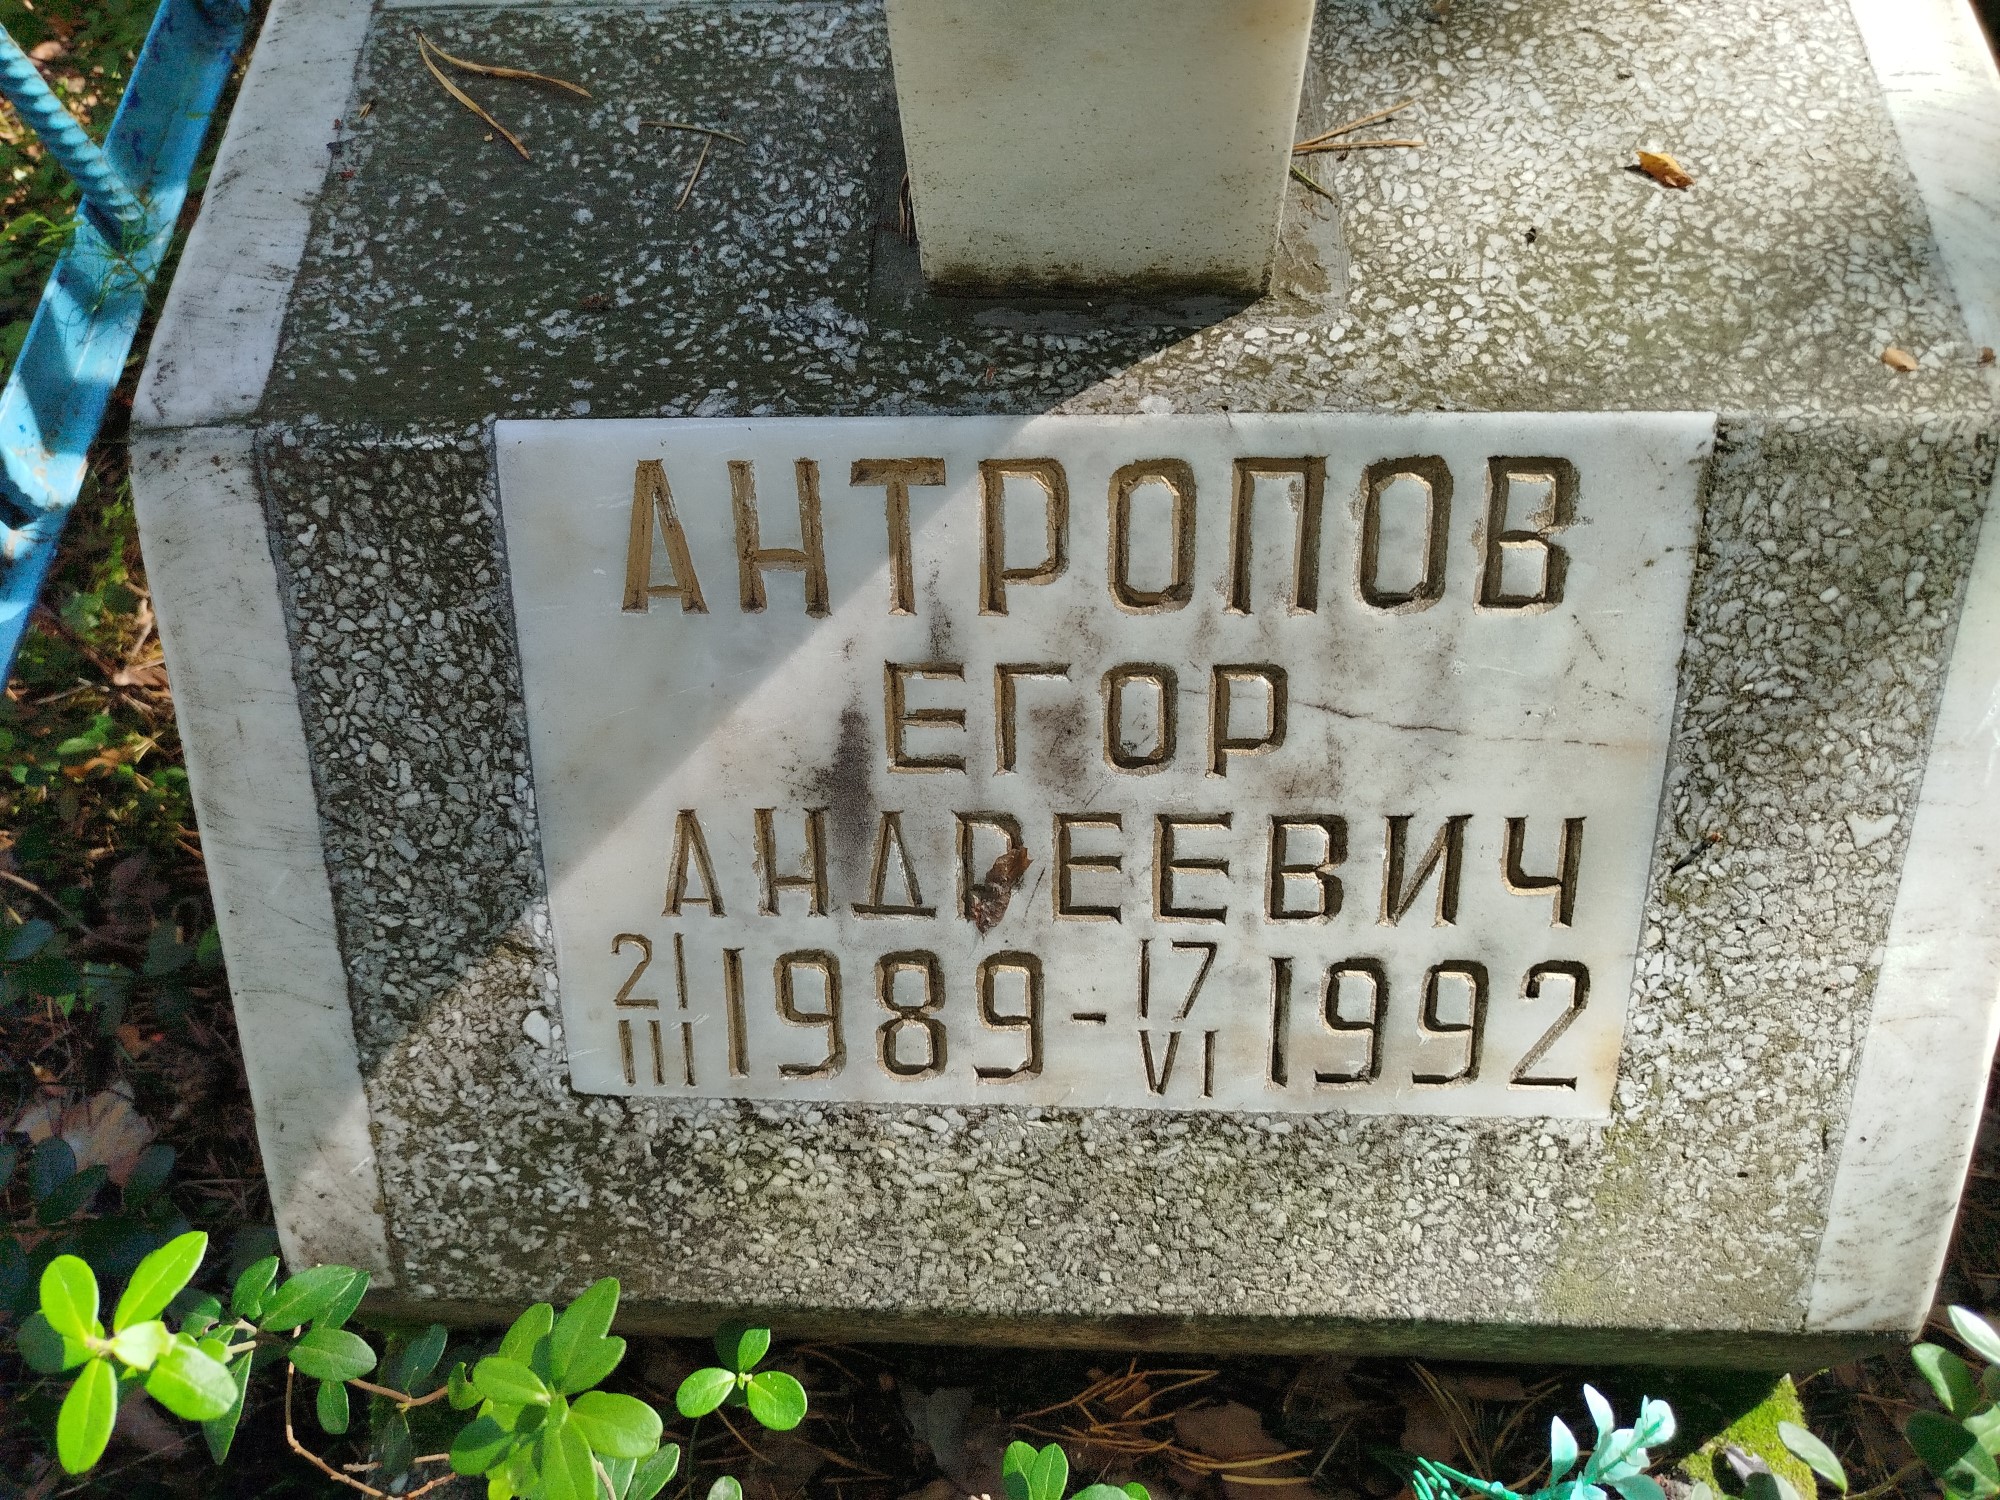 АНТРОПОВ
ЕГОР
АНДРЕЕВИЧ
21/III 1989 - 17/VI 1992